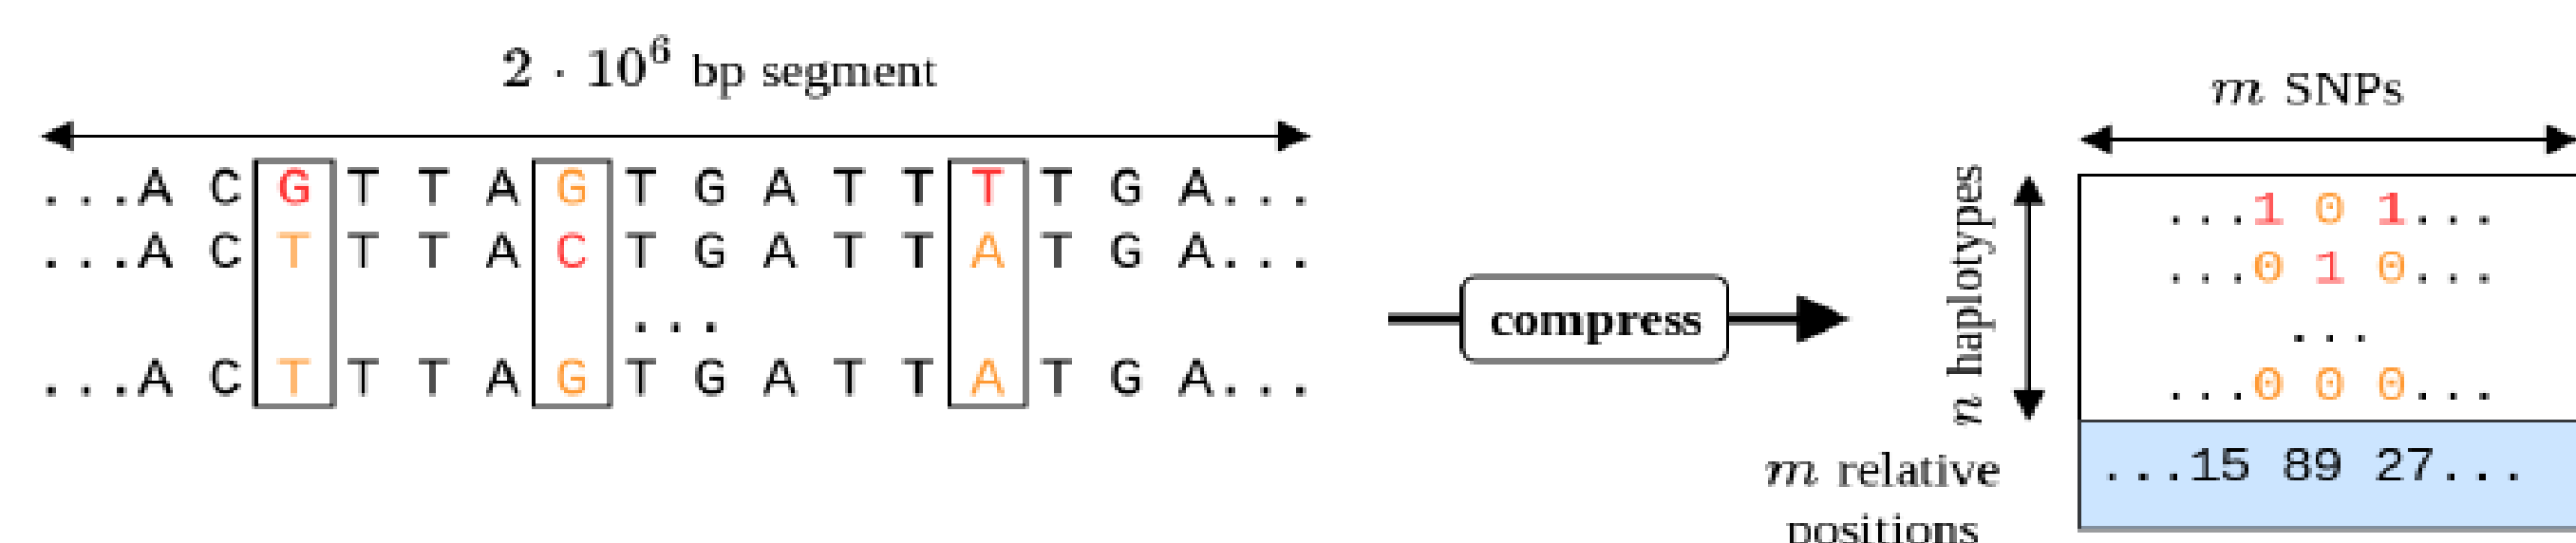 2 · 10⁶ bp segment
...A C G T T A G T G A T T T T G A...
...A C T T T A C T G A T T A T G A...
...
...A C T T T A G T G A T T A T G A...
compress
m SNPs
n haplotypes
...1 0 1...
...0 1 0...
...
...0 0 0...
m relative
positions
...15 89 27...